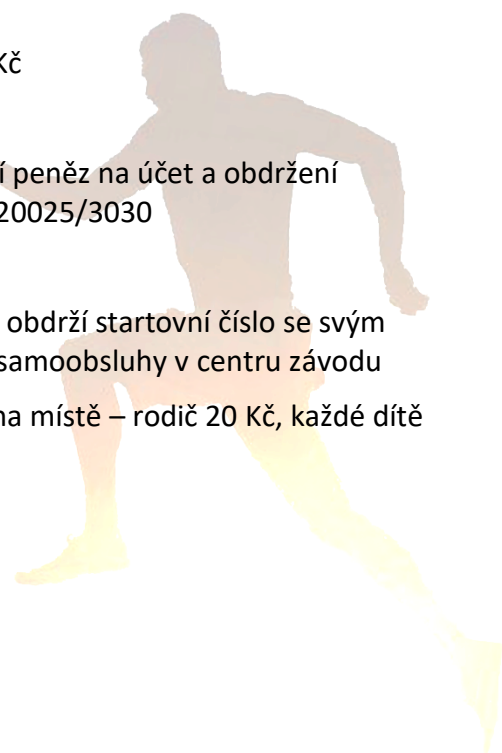 Kč
í peněz na účet a obdržení
20025/3030
obdrží startovní číslo se svým
samoobsluhy v centru závodu
na místě – rodič 20 Kč, každé dítě